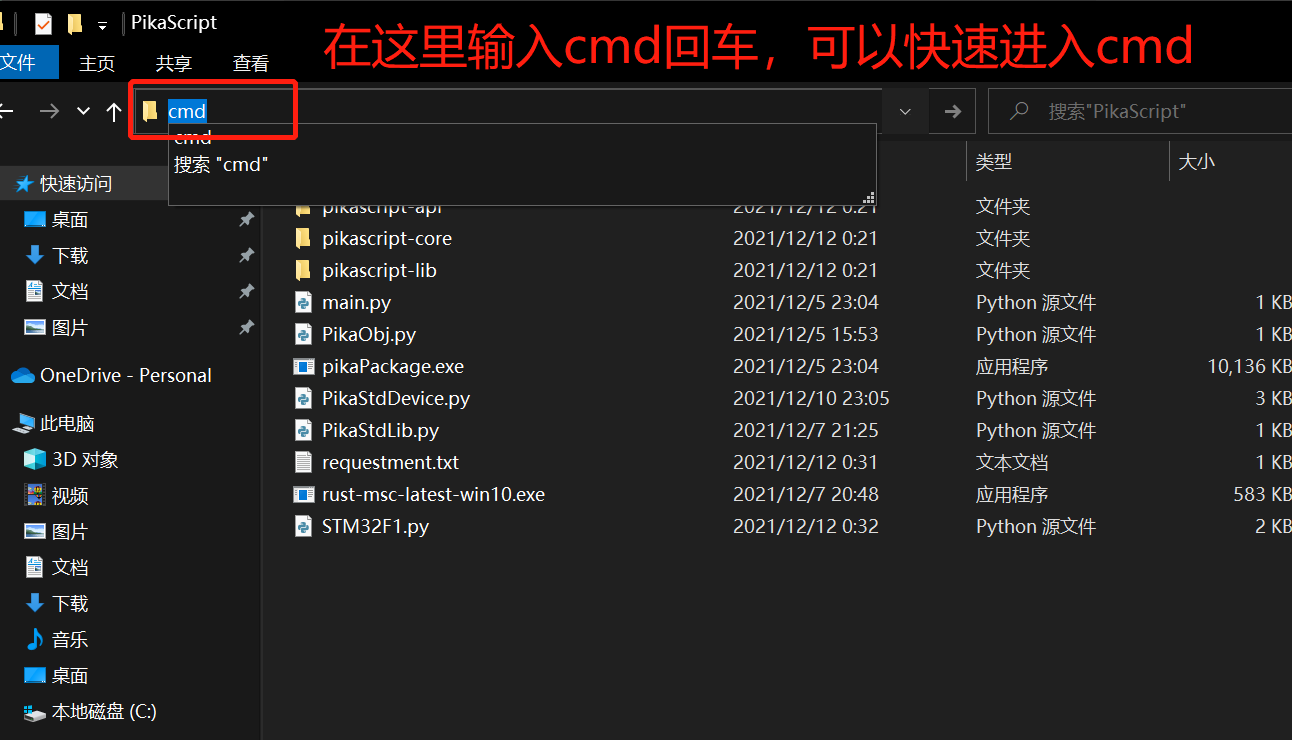 PikaScript
在这里输入cmd回车，可以快速进入cmd
文件 主页 共享 查看
cmd 搜索"PikaScript"
cmd
搜索 "cmd"
类型 大小
快速访问
桌面
下载
文档
图片
OneDrive - Personal
此电脑
3D 对象
视频
图片
文档
下载
音乐
桌面
本地磁盘 (C:)
pikascript-api 2021/12/12 0:21 文件夹
pikascript-core 2021/12/12 0:21 文件夹
pikascript-lib 2021/12/12 0:21 文件夹
main.py 2021/12/5 23:04 Python 源文件 1 KB
PikaObj.py 2021/12/5 15:53 Python 源文件 1 KB
pikaPackage.exe 2021/12/5 23:04 应用程序 10,136 KB
PikaStdDevice.py 2021/12/10 23:05 Python 源文件 3 KB
PikaStdLib.py 2021/12/7 21:25 Python 源文件 1 KB
requestment.txt 2021/12/12 0:31 文本文档 1 KB
rust-msc-latest-win10.exe 2021/12/7 20:48 应用程序 583 KB
STM32F1.py 2021/12/12 0:32 Python 源文件 2 KB